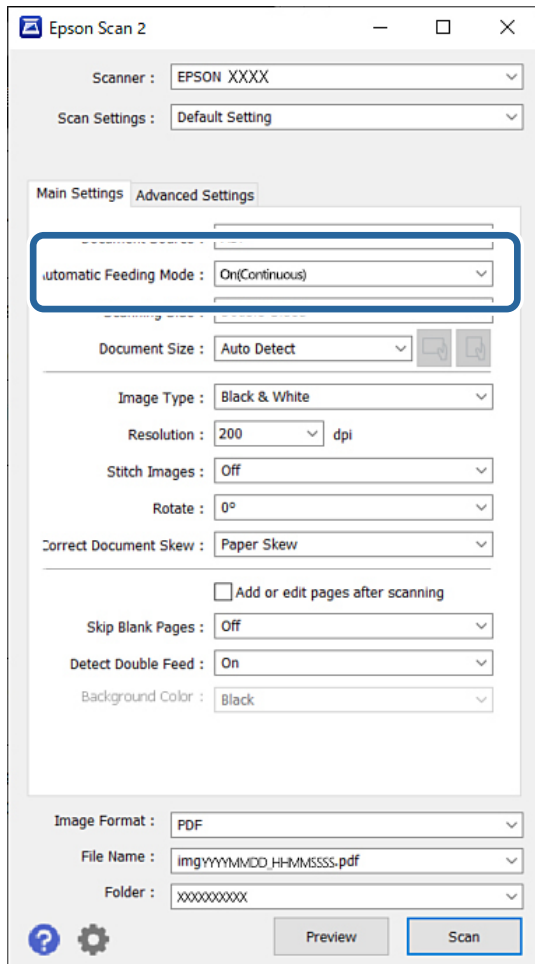 Epson Scan 2
Scanner : EPSON XXXX
Scan Settings : Default Setting
Main Settings Advanced Settings
utomatic Feeding Mode : On(Continuous)
Document Size : Auto Detect
Image Type : Black & White
Resolution : 200 dpi
Stitch Images : Off
Rotate : 0°
Correct Document Skew : Paper Skew
Add or edit pages after scanning
Skip Blank Pages : Off
Detect Double Feed : On
Background Color : Black
Image Format : PDF
File Name : imgYYYYMMDD_HHMMSSSS.pdf
Folder : XXXXXXXXXX
? Preview Scan